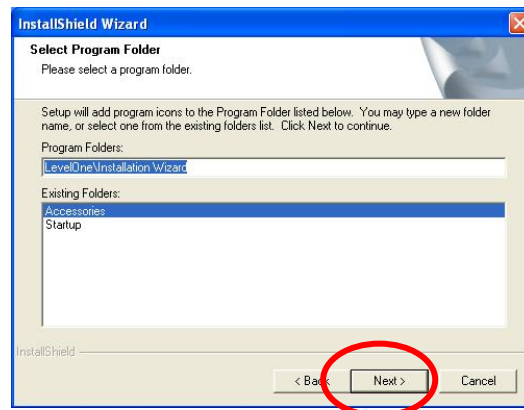 InstallShield Wizard
Select Program Folder
Please select a program folder.
Setup will add program icons to the Program Folder listed below. You may type a new folder
name, or select one from the existing folders list. Click Next to continue.
Program Folders:
LevelOne\Installation Wizard
Existing Folders:
Accessories
Startup
InstallShield
< Back Next > Cancel